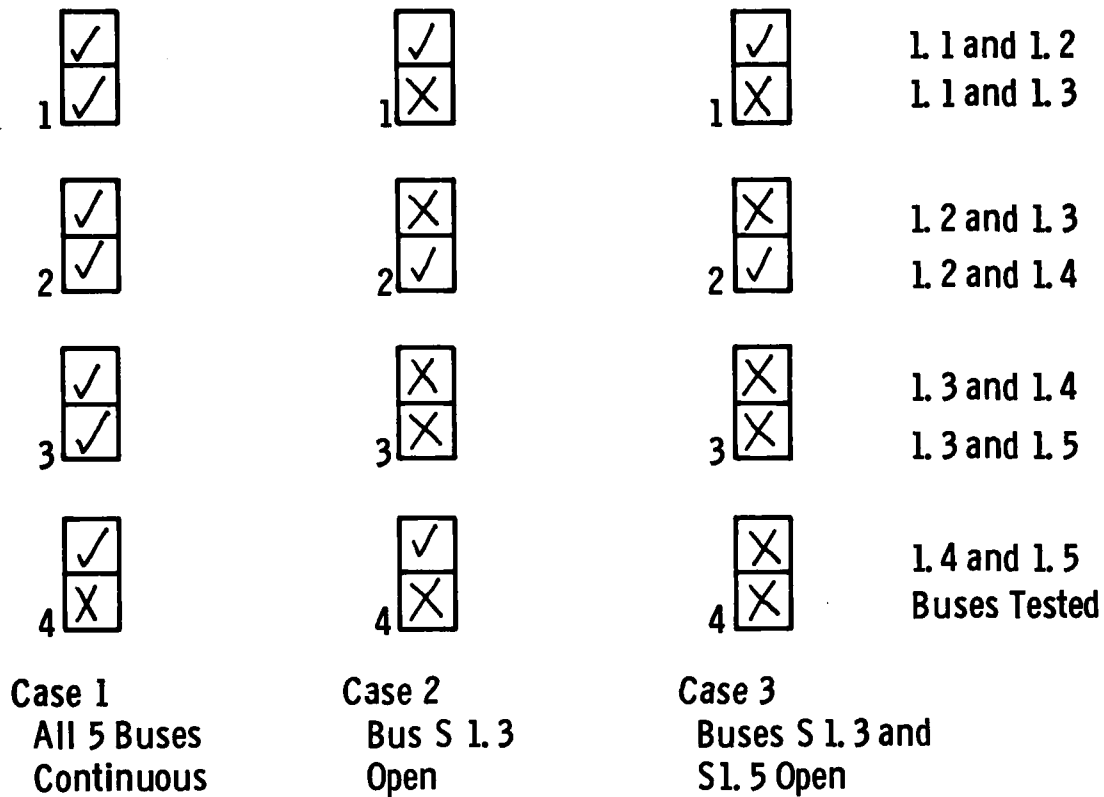 1
1
1
1. 1 and 1. 2
1. 1 and 1. 3
2
2
2
1. 2 and 1. 3
1. 2 and 1. 4
3
3
3
1. 3 and 1. 4
1. 3 and 1. 5
4
4
4
1. 4 and 1. 5
Buses Tested
Case 1
All 5 Buses
Continuous
Case 2
Bus S 1. 3
Open
Case 3
Buses S 1. 3 and
S1. 5 Open